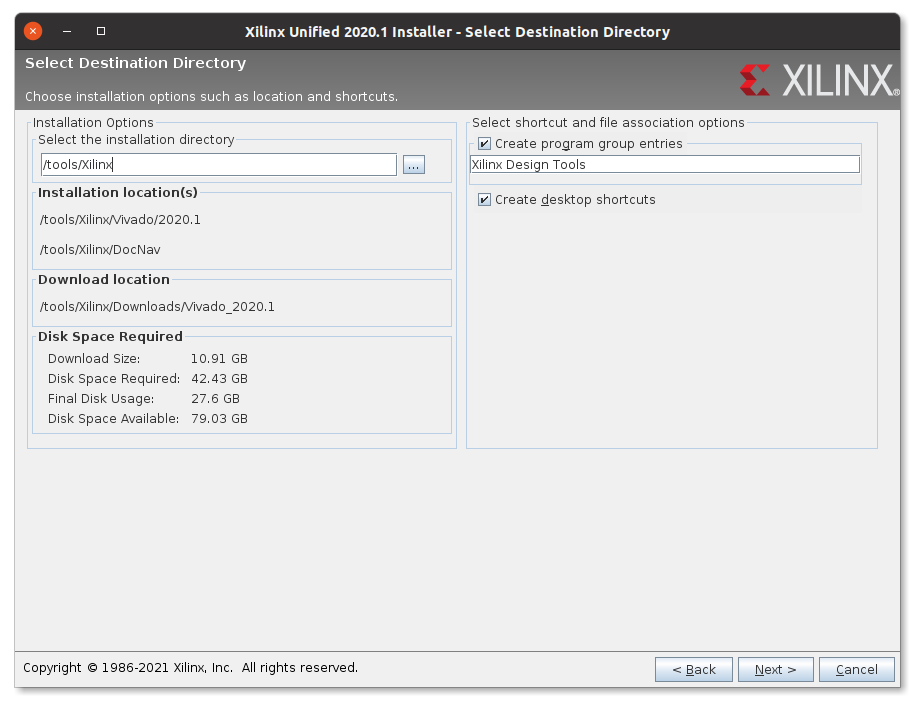 Xilinx Unified 2020.1 Installer - Select Destination Directory
Select Destination Directory
Choose installation options such as location and shortcuts.
XILINX®
Installation Options
Select the installation directory
/tools/Xilinx
...
Installation location(s)
/tools/Xilinx/Vivado/2020.1
/tools/Xilinx/DocNav
Download location
/tools/Xilinx/Downloads/Vivado_2020.1
Disk Space Required
Download Size: 10.91 GB
Disk Space Required: 42.43 GB
Final Disk Usage: 27.6 GB
Disk Space Available: 79.03 GB
Select shortcut and file association options
Create program group entries
Xilinx Design Tools
Create desktop shortcuts
Copyright © 1986-2021 Xilinx, Inc. All rights reserved.
< Back
Next >
Cancel